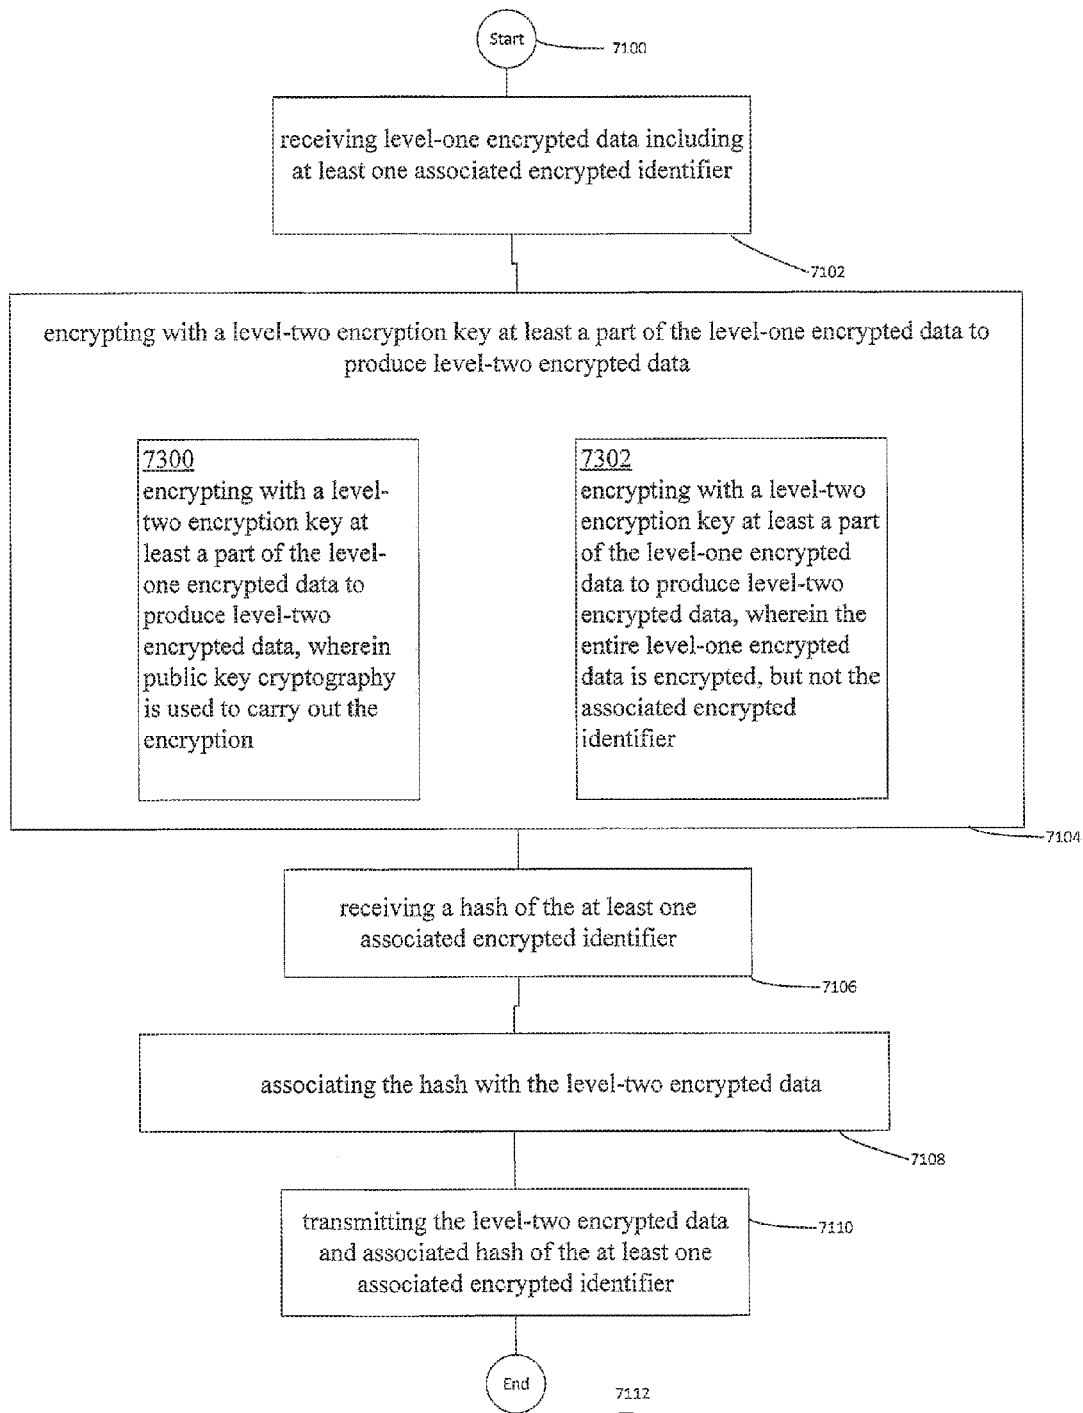 Start
7100
receiving level-one encrypted data including
at least one associated encrypted identifier
7102
encrypting with a level-two encryption key at least a part of the level-one encrypted data to
produce level-two encrypted data
7300
encrypting with a level-
two encryption key at
least a part of the level-
one encrypted data to
produce level-two
encrypted data, wherein
public key cryptography
is used to carry out the
encryption
7302
encrypting with a level-two
encryption key at least a part
of the level-one encrypted
data to produce level-two
encrypted data, wherein the
entire level-one encrypted
data is encrypted, but not the
associated encrypted
identifier
7104
receiving a hash of the at least one
associated encrypted identifier
7106
associating the hash with the level-two encrypted data
7108
transmitting the level-two encrypted data
and associated hash of the at least one
associated encrypted identifier
7110
End
7112